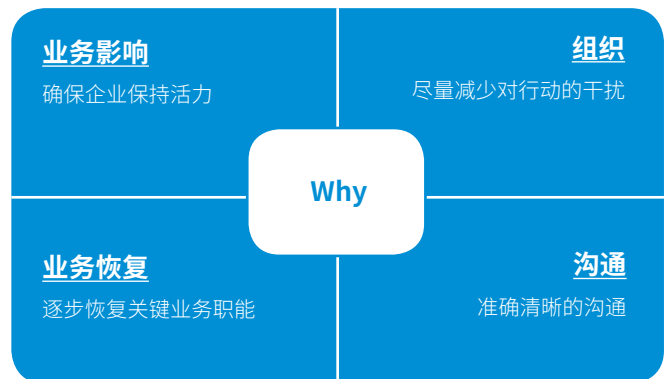 业务影响
确保企业保持活力
组织
尽量减少对行动的干扰
Why
业务恢复
逐步恢复关键业务职能
沟通
准确清晰的沟通